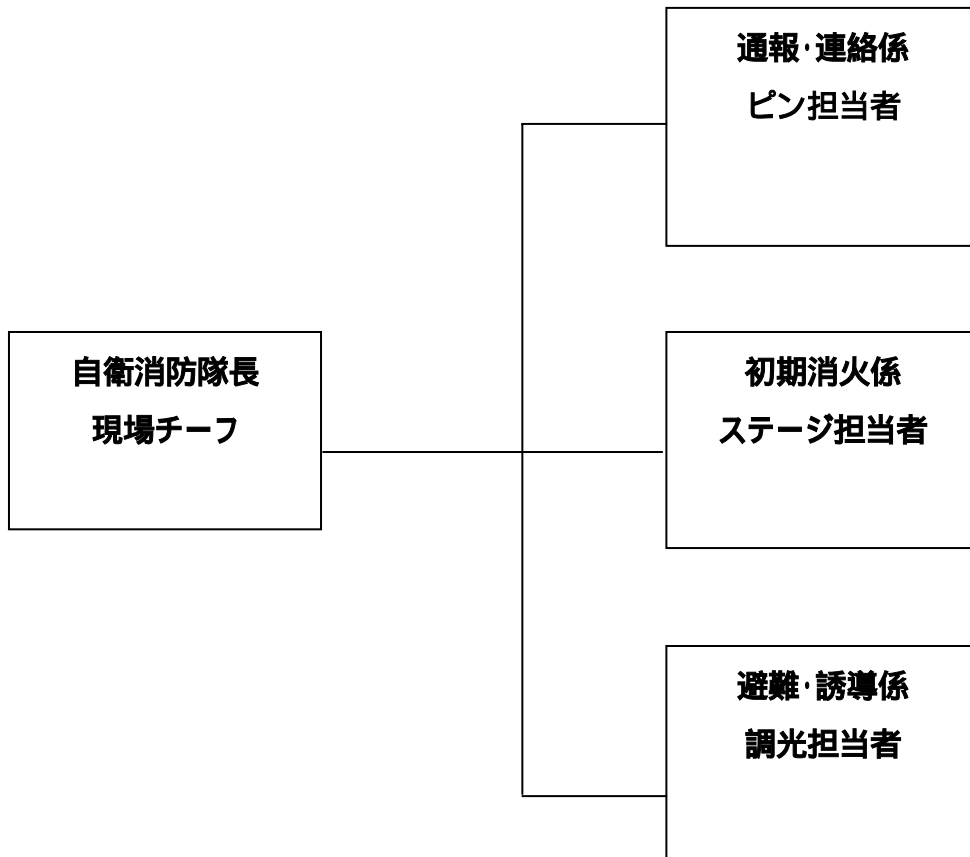 通報・連絡係
ピン担当者
自衛消防隊長
現場チーフ
初期消火係
ステージ担当者
避難・誘導係
調光担当者